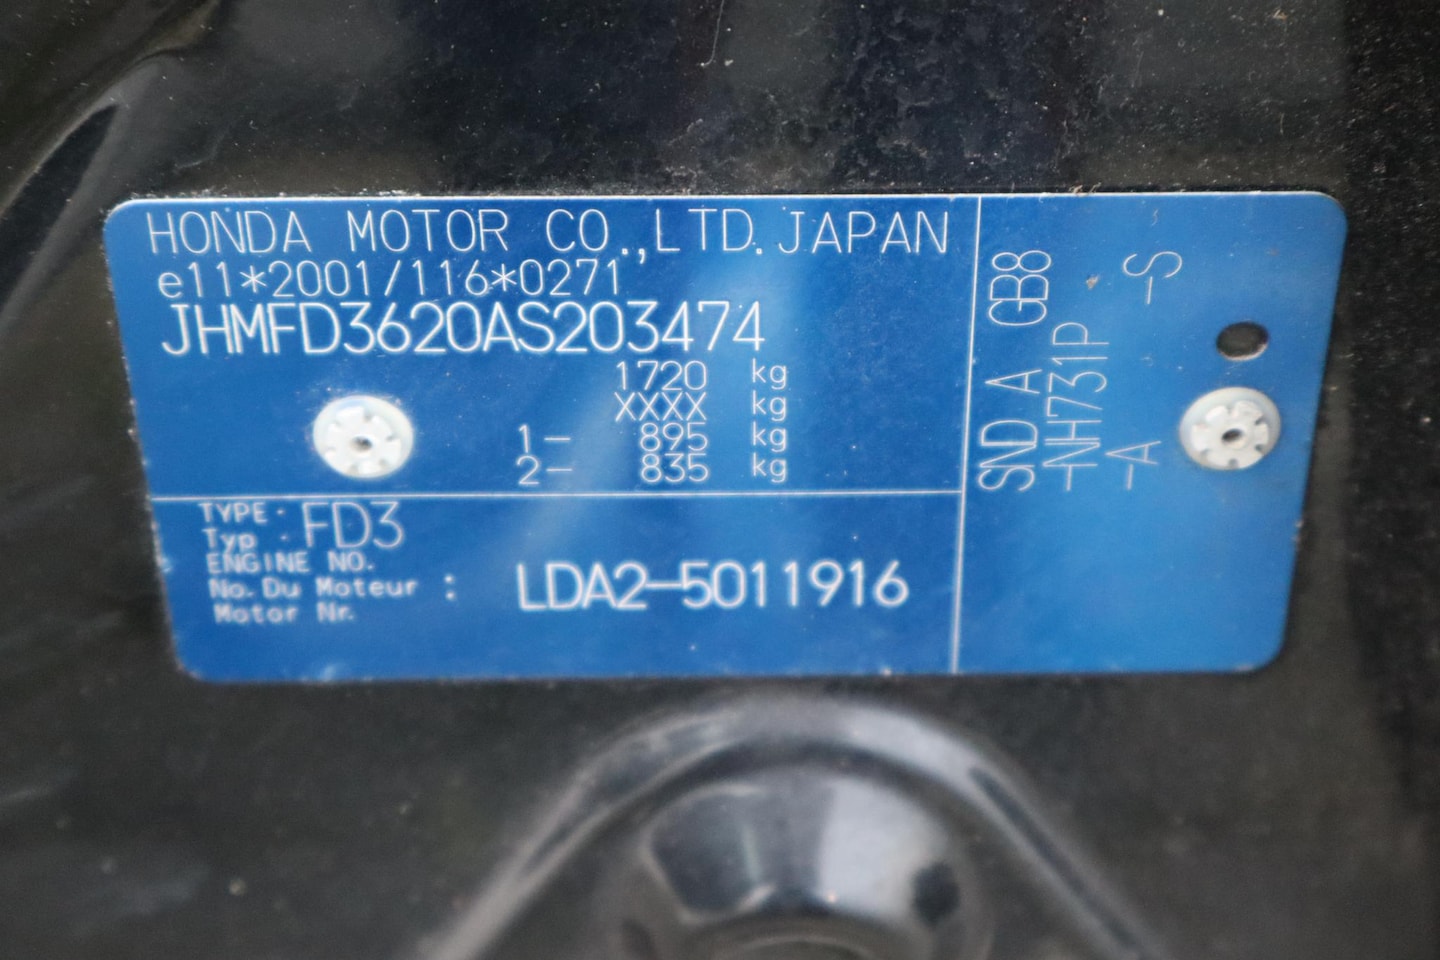 HONDA MOTOR CO.,LTD. JAPAN
e11*2001/116*0271
JHMFD3620AS203474
1720 kg
XXXX kg
1- 895 kg
2- 835 kg
TYPE
Typ : FD3
ENGINE NO.
No. Du Moteur : LDA2-5011916
Motor Nr.
SND A GB8
-NH731P
-A -S